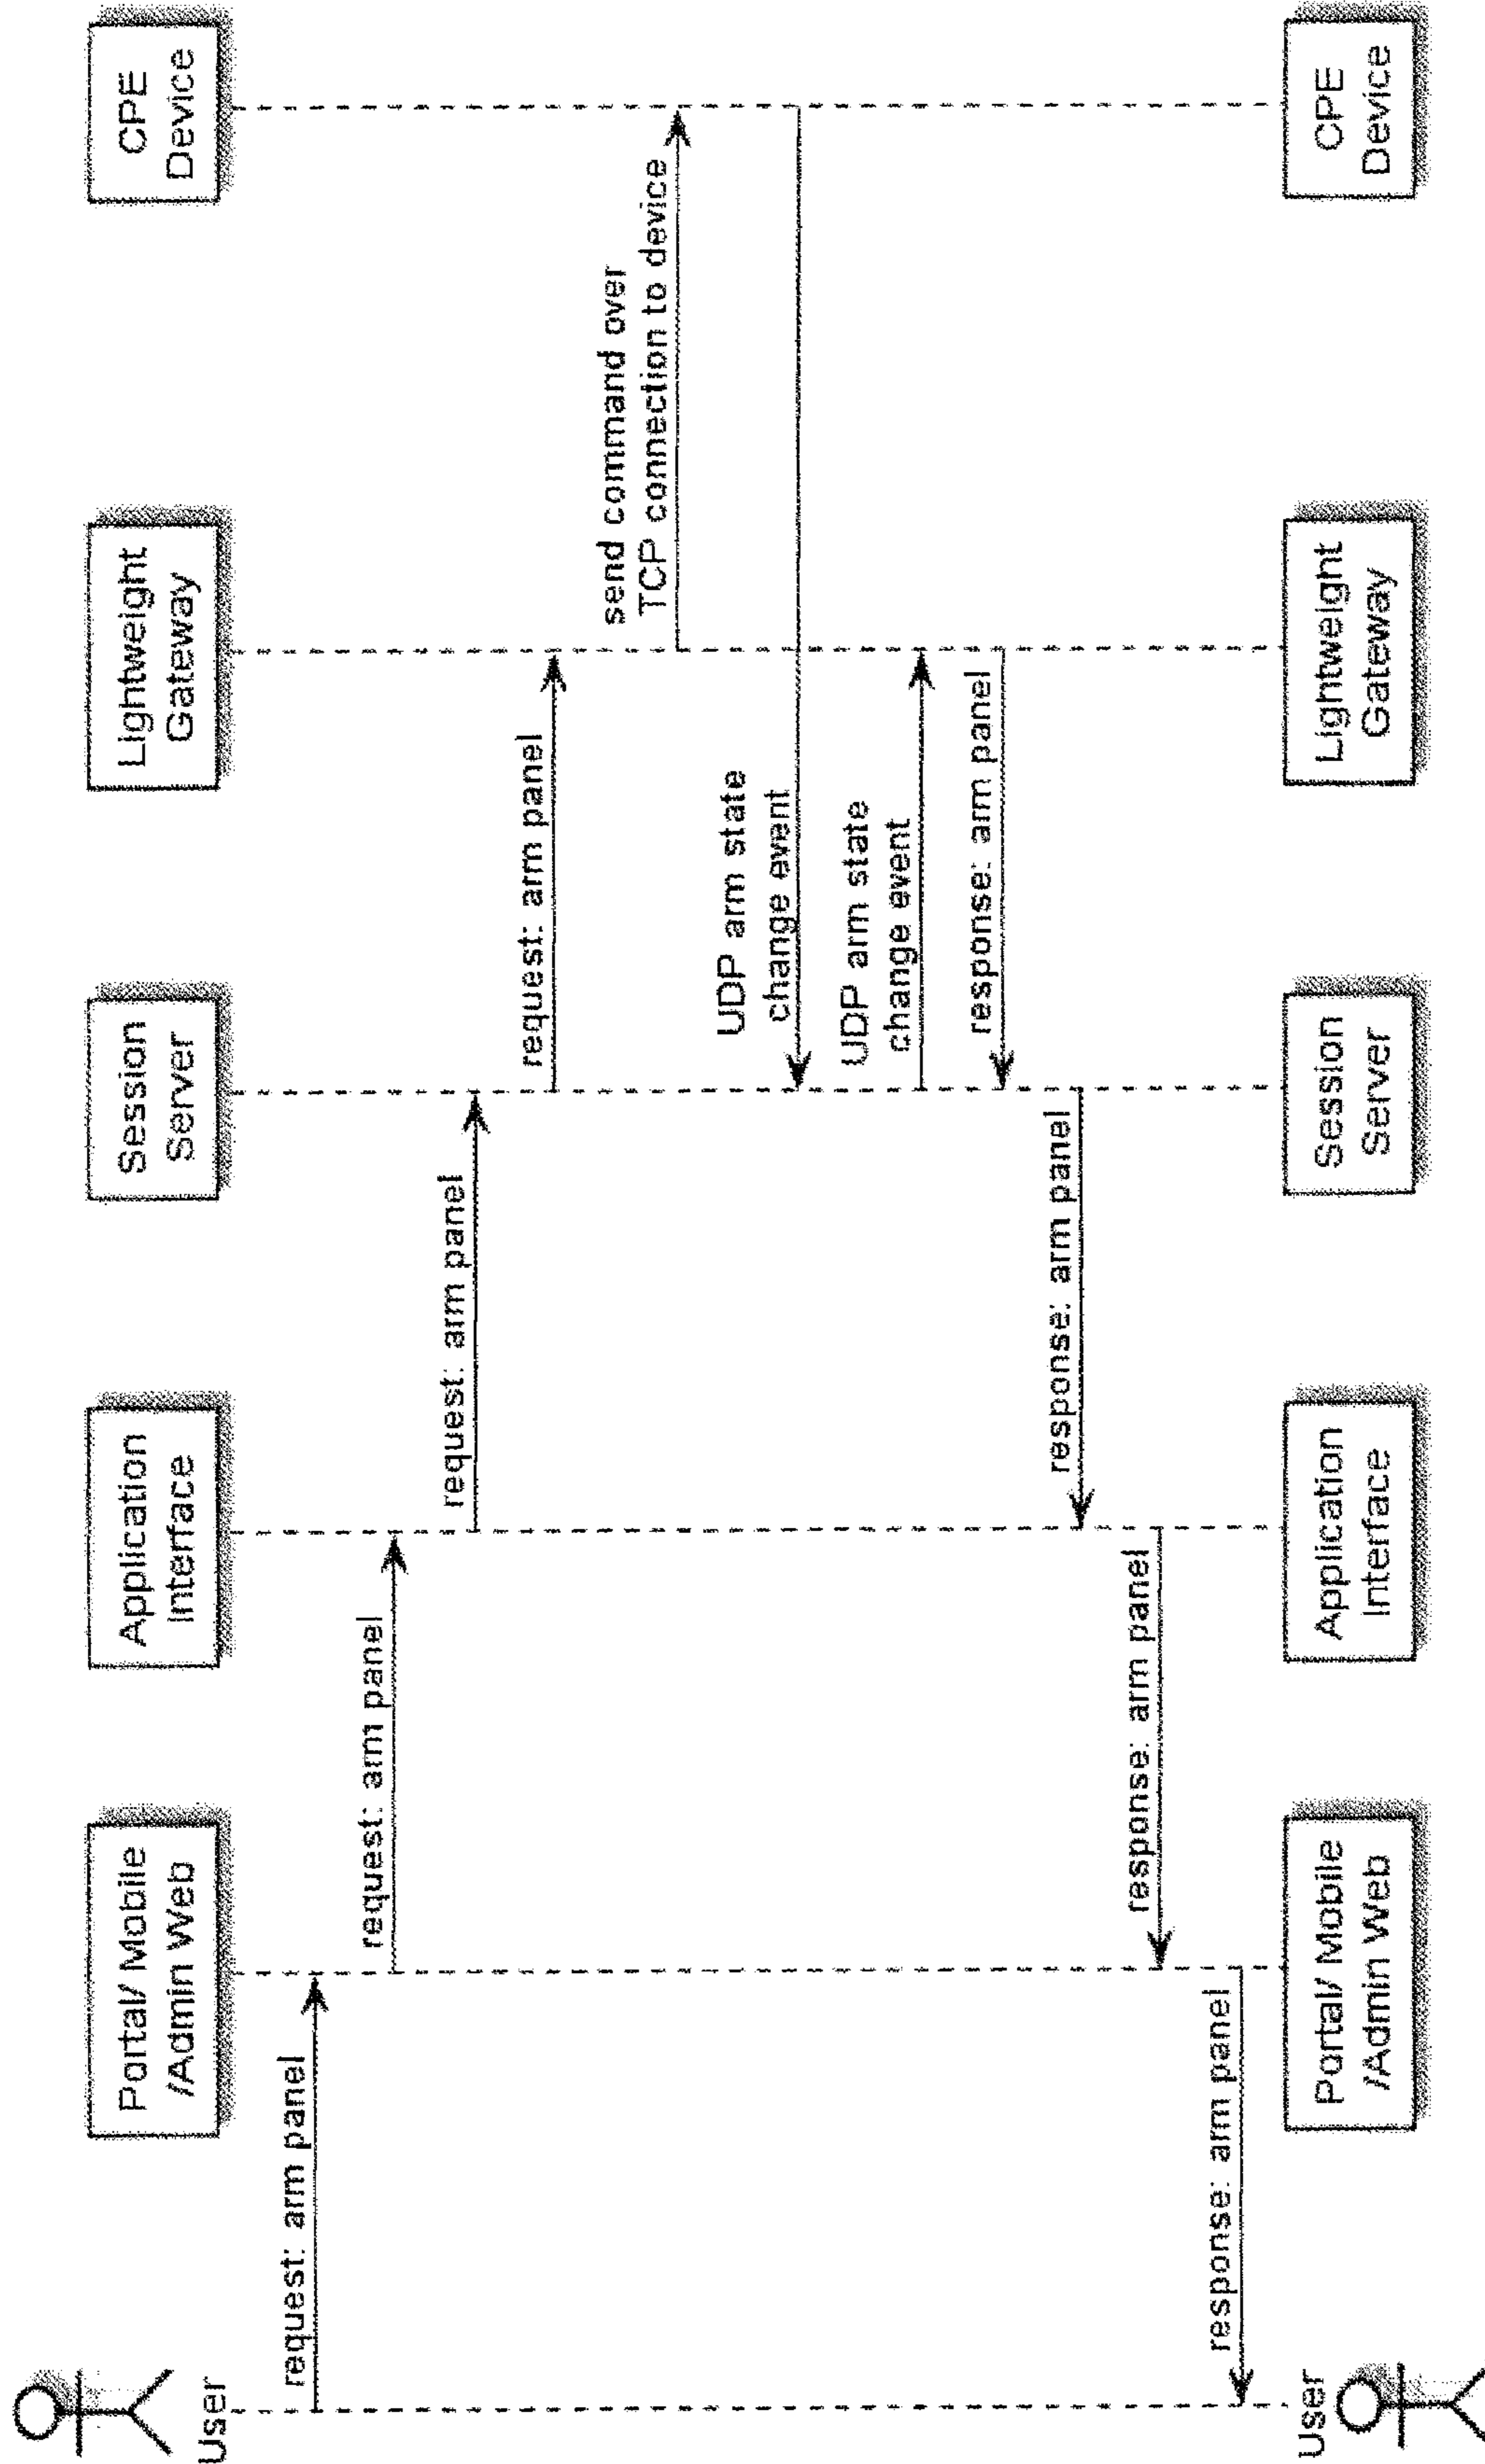 User
Portal/ Mobile
/Admin Web
Application
Interface
Session
Server
Lightweight
Gateway
CPE
Device
request: arm panel
request: arm panel
request: arm panel
request: arm panel
send command over
TCP connection to device
UDP arm state
change event
UDP arm state
change event
response: arm panel
response: arm panel
response: arm panel
response: arm panel
User
Portal/ Mobile
/Admin Web
Application
Interface
Session
Server
Lightweight
Gateway
CPE
Device